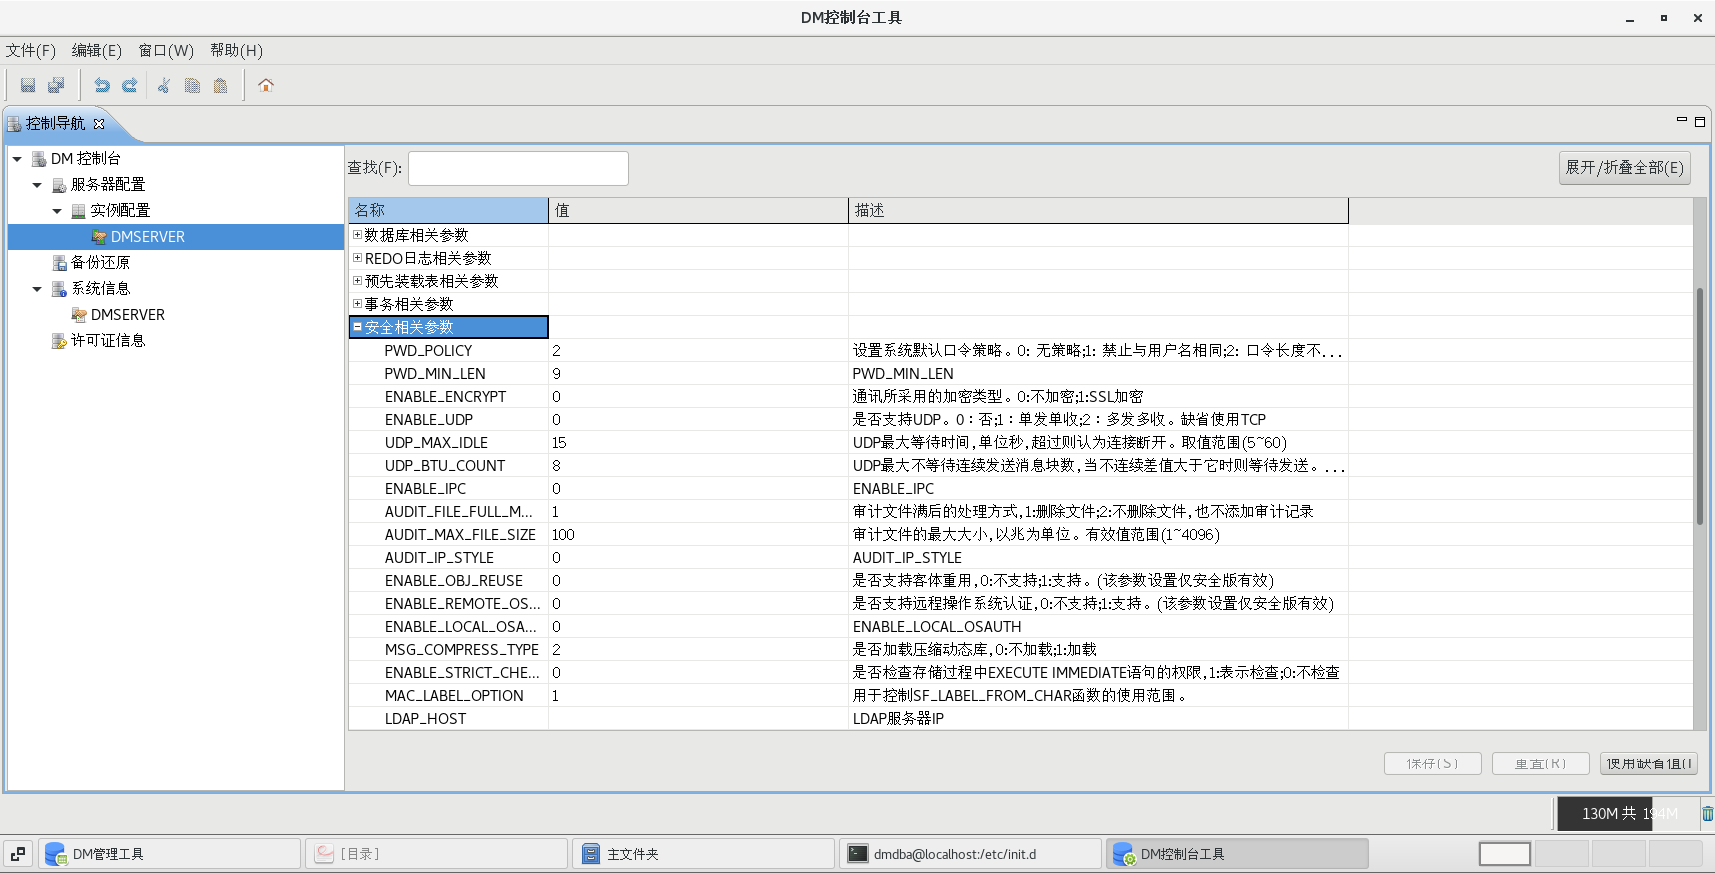 DM控制台工具
文件(F) 编辑(E) 窗口(W) 帮助(H)
控制导航
DM 控制台
服务器配置
实例配置
DMSERVER
备份还原
系统信息
DMSERVER
许可证信息
查找(F): 展开/折叠全部(E)
名称 值 描述
数据库相关参数
REDO日志相关参数
预先装载表相关参数
事务相关参数
安全相关参数
PWD_POLICY 2 设置系统默认口令策略。0: 无策略;1: 禁止与用户名相同;2: 口令长度不...
PWD_MIN_LEN 9 PWD_MIN_LEN
ENABLE_ENCRYPT 0 通讯所采用的加密类型。0:不加密;1:SSL加密
ENABLE_UDP 0 是否支持UDP。0：否;1：单发单收;2：多发多收。缺省使用TCP
UDP_MAX_IDLE 15 UDP最大等待时间,单位秒,超过则认为连接断开。取值范围(5~60)
UDP_BTU_COUNT 8 UDP最大不等待连续发送消息块数,当不连续差值大于它时则等待发送。...
ENABLE_IPC 0 ENABLE_IPC
AUDIT_FILE_FULL_M... 1 审计文件满后的处理方式,1:删除文件;2:不删除文件,也不添加审计记录
AUDIT_MAX_FILE_SIZE 100 审计文件的最大大小,以兆为单位。有效值范围(1~4096)
AUDIT_IP_STYLE 0 AUDIT_IP_STYLE
ENABLE_OBJ_REUSE 0 是否支持客体重用,0:不支持;1:支持。(该参数设置仅安全版有效)
ENABLE_REMOTE_OS... 0 是否支持远程操作系统认证,0:不支持;1:支持。(该参数设置仅安全版有效)
ENABLE_LOCAL_OSA... 0 ENABLE_LOCAL_OSAUTH
MSG_COMPRESS_TYPE 2 是否加载压缩动态库,0:不加载;1:加载
ENABLE_STRICT_CHE... 0 是否检查存储过程中EXECUTE IMMEDIATE语句的权限,1:表示检查;0:不检查
MAC_LABEL_OPTION 1 用于控制SF_LABEL_FROM_CHAR函数的使用范围。
LDAP_HOST LDAP服务器IP
保存(S) 重置(R) 使用缺省值(I
130M 共 194M
DM管理工具 [目录] 主文件夹 dmdba@localhost:/etc/init.d DM控制台工具